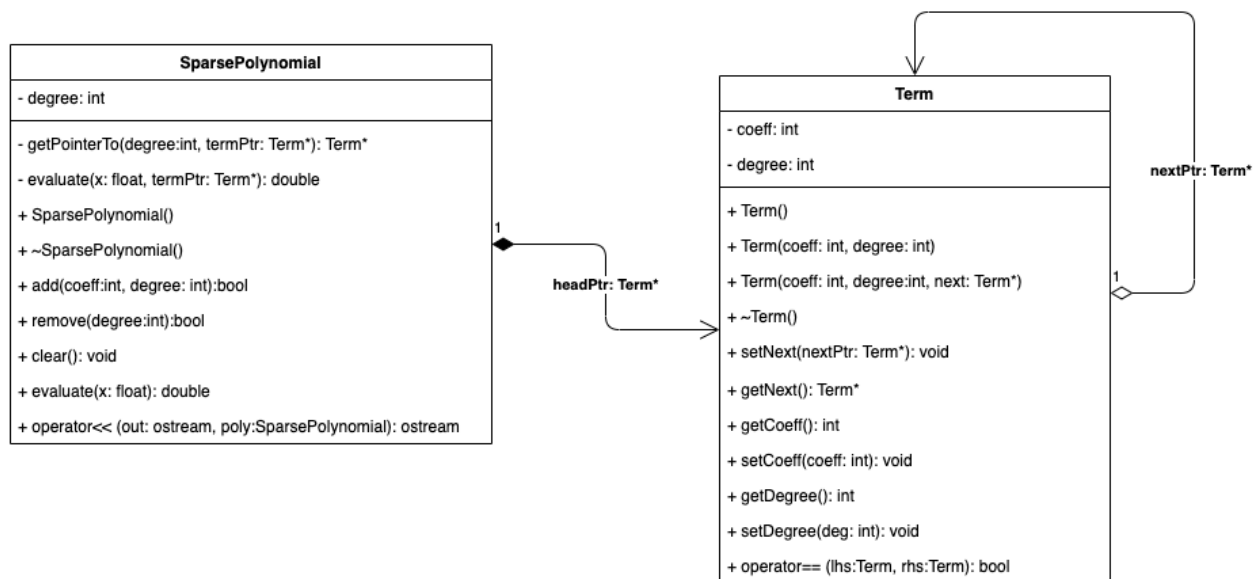 SparsePolynomial
- degree: int
- getPointerTo(degree:int, termPtr: Term*): Term*
- evaluate(x: float, termPtr: Term*): double
+ SparsePolynomial()
+ ~SparsePolynomial()
+ add(coeff:int, degree: int):bool
+ remove(degree:int):bool
+ clear(): void
+ evaluate(x: float): double
+ operator<< (out: ostream, poly:SparsePolynomial): ostream
1
headPtr: Term*
Term
- coeff: int
- degree: int
+ Term()
+ Term(coeff: int, degree: int)
+ Term(coeff: int, degree:int, next: Term*)
+ ~Term()
+ setNext(nextPtr: Term*): void
+ getNext(): Term*
+ getCoeff(): int
+ setCoeff(coeff: int): void
+ getDegree(): int
+ setDegree(deg: int): void
+ operator== (lhs:Term, rhs:Term): bool
1
nextPtr: Term*